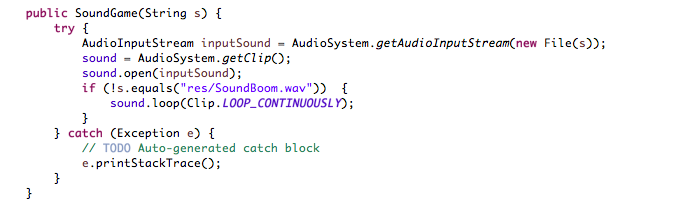 public SoundGame(String s) {
try {
AudioInputStream inputSound = AudioSystem.getAudioInputStream(new File(s));
sound = AudioSystem.getClip();
sound.open(inputSound);
if (!s.equals("res/SoundBoom.wav"))  {
sound.loop(Clip.LOOP_CONTINUOUSLY);
}
} catch (Exception e) {
// TODO Auto-generated catch block
e.printStackTrace();
}
}